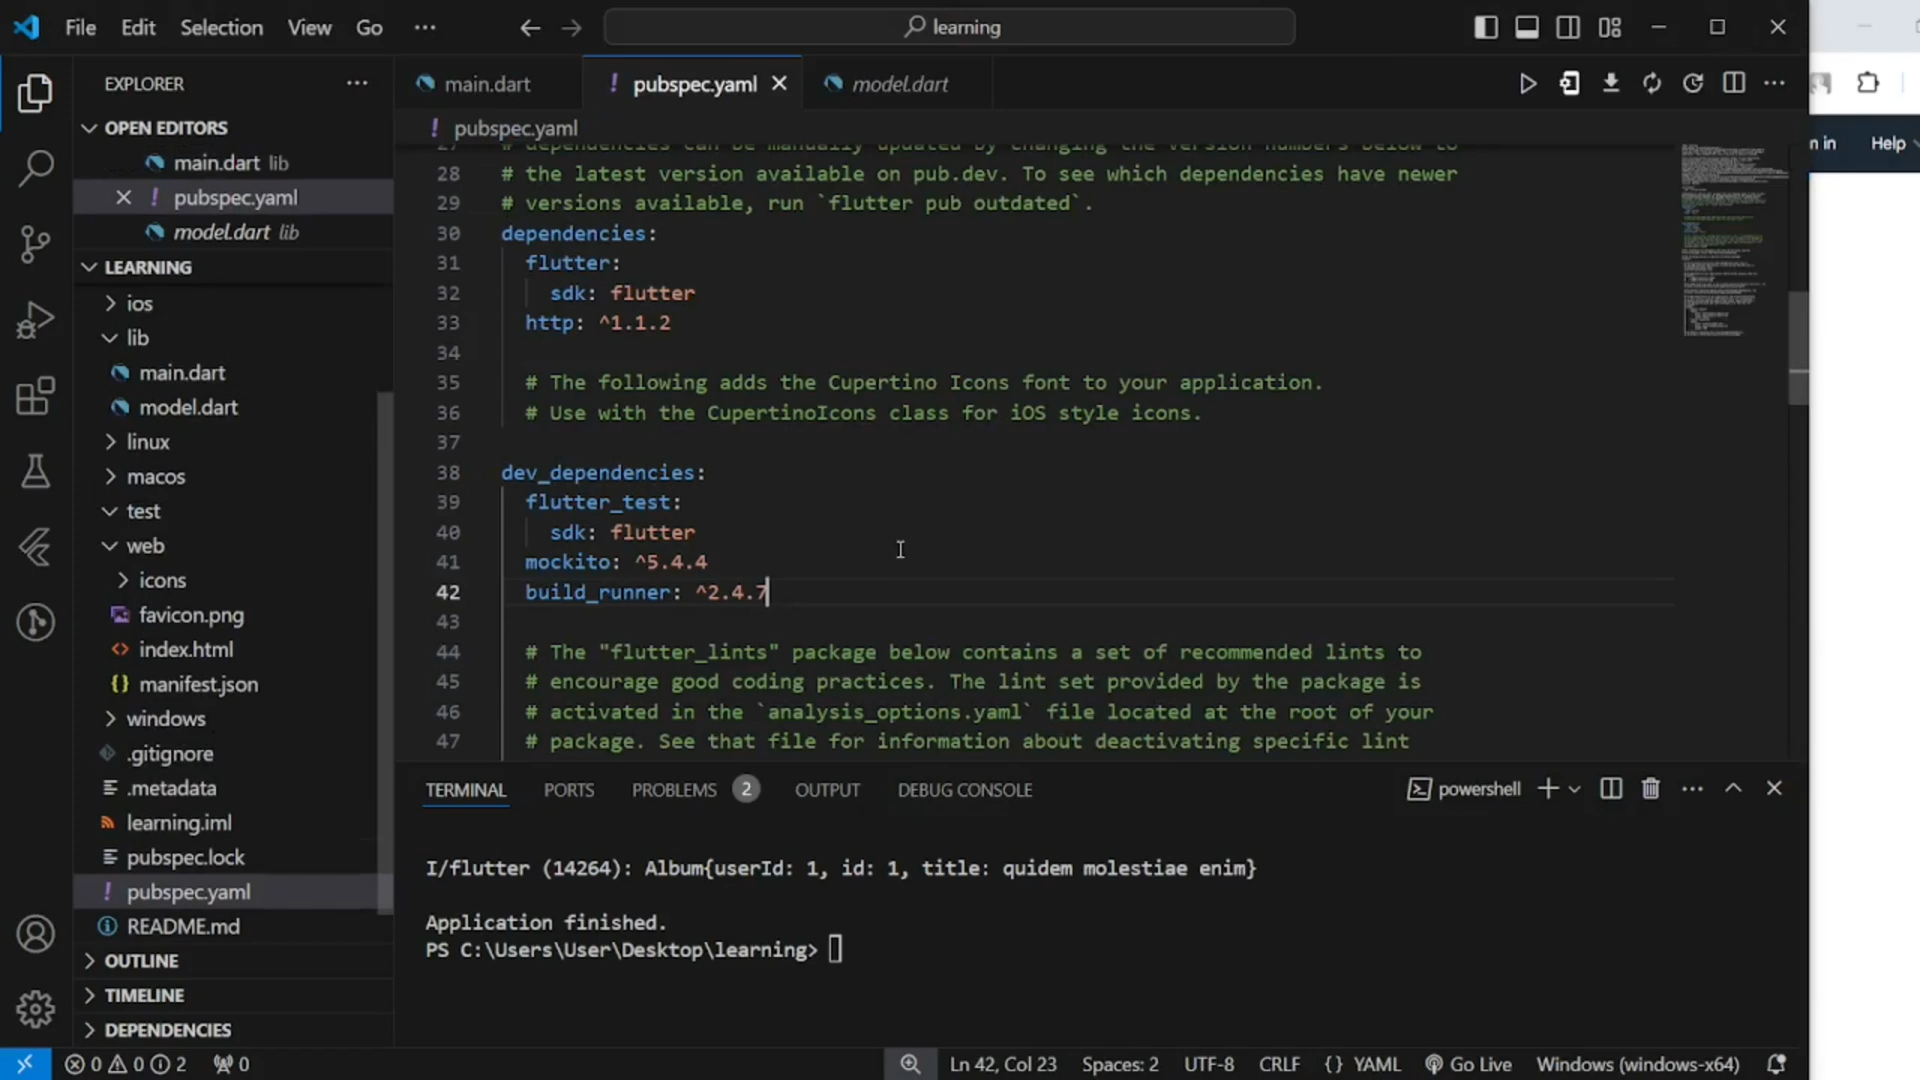 File Edit Selection View Go ···
learning
EXPLORER ···
OPEN EDITORS
main.dart lib
! pubspec.yaml
model.dart lib
LEARNING
ios
lib
main.dart
model.dart
linux
macos
test
web
icons
favicon.png
<> index.html
{} manifest.json
windows
.gitignore
.metadata
learning.iml
pubspec.lock
! pubspec.yaml
README.md
OUTLINE
TIMELINE
DEPENDENCIES
main.dart
! pubspec.yaml
model.dart
! pubspec.yaml
27 # dependencies can be manually updated by changing the version numbers below to
28 # the latest version available on pub.dev. To see which dependencies have newer
29 # versions available, run `flutter pub outdated`.
30 dependencies:
31 flutter:
32 sdk: flutter
33 http: ^1.1.2
34
35 # The following adds the Cupertino Icons font to your application.
36 # Use with the CupertinoIcons class for iOS style icons.
37
38 dev_dependencies:
39 flutter_test:
40 sdk: flutter
41 mockito: ^5.4.4
42 build_runner: ^2.4.7
43
44 # The "flutter_lints" package below contains a set of recommended lints to
45 # encourage good coding practices. The lint set provided by the package is
46 # activated in the `analysis_options.yaml` file located at the root of your
47 # package. See that file for information about deactivating specific lint
TERMINAL PORTS PROBLEMS 2 OUTPUT DEBUG CONSOLE
powershell
I/flutter (14264): Album{userId: 1, id: 1, title: quidem molestiae enim}
Application finished.
PS C:\Users\User\Desktop\learning>
0 0 2 0
Ln 42, Col 23 Spaces: 2 UTF-8 CRLF {} YAML Go Live Windows (windows-x64)
n in Help